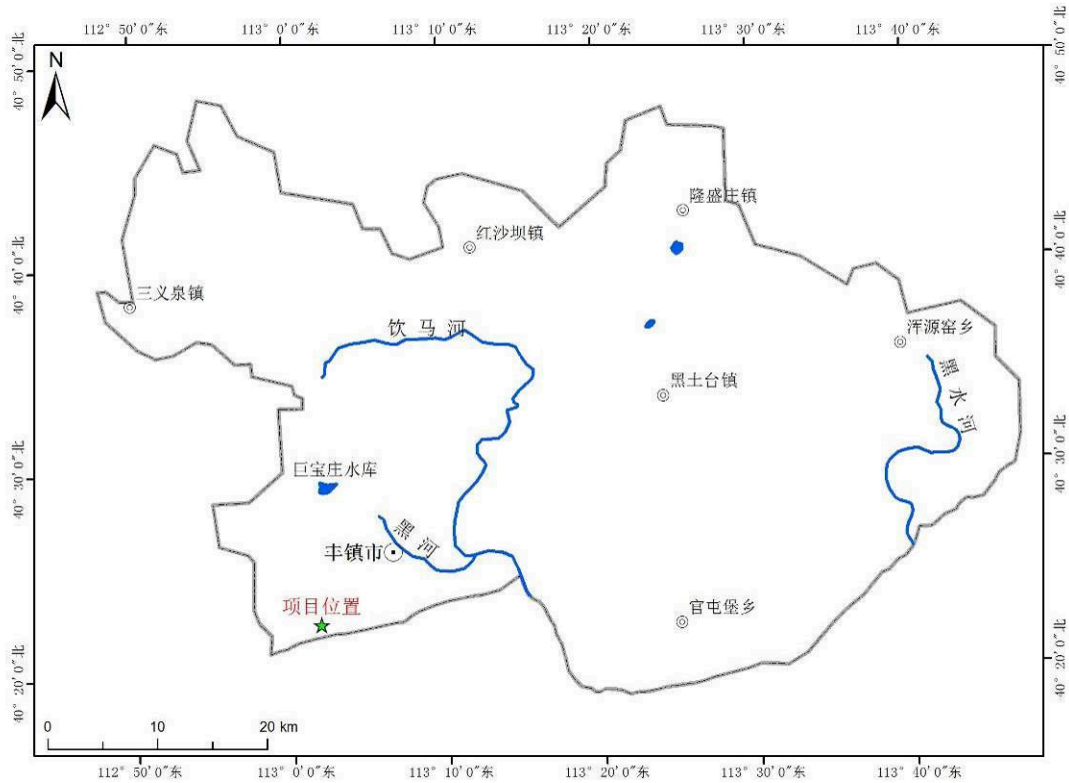 112° 50′0″东
113° 0′0″东
113° 10′0″东
113° 20′0″东
113° 30′0″东
113° 40′0″东
40° 50′0″北
40° 50′0″北
N
隆盛庄镇
红沙坝镇
40° 40′0″北
40° 40′0″北
三义泉镇
饮马河
浑源窑乡
黑土台镇
黑水河
40° 30′0″北
40° 30′0″北
巨宝庄水库
黑河
丰镇市
项目位置
官屯堡乡
40° 20′0″北
40° 20′0″北
0 10 20 km
112° 50′0″东
113° 0′0″东
113° 10′0″东
113° 20′0″东
113° 30′0″东
113° 40′0″东